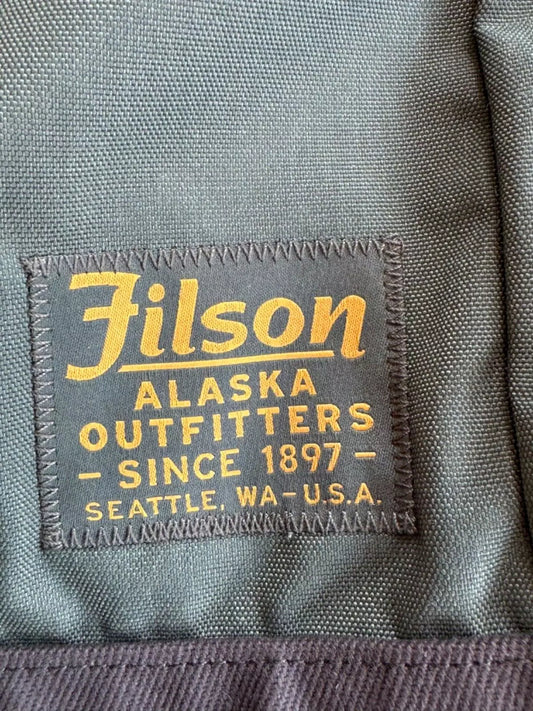 Filson
ALASKA
OUTFITTERS
- SINCE 1897 -
SEATTLE, WA - U.S.A.